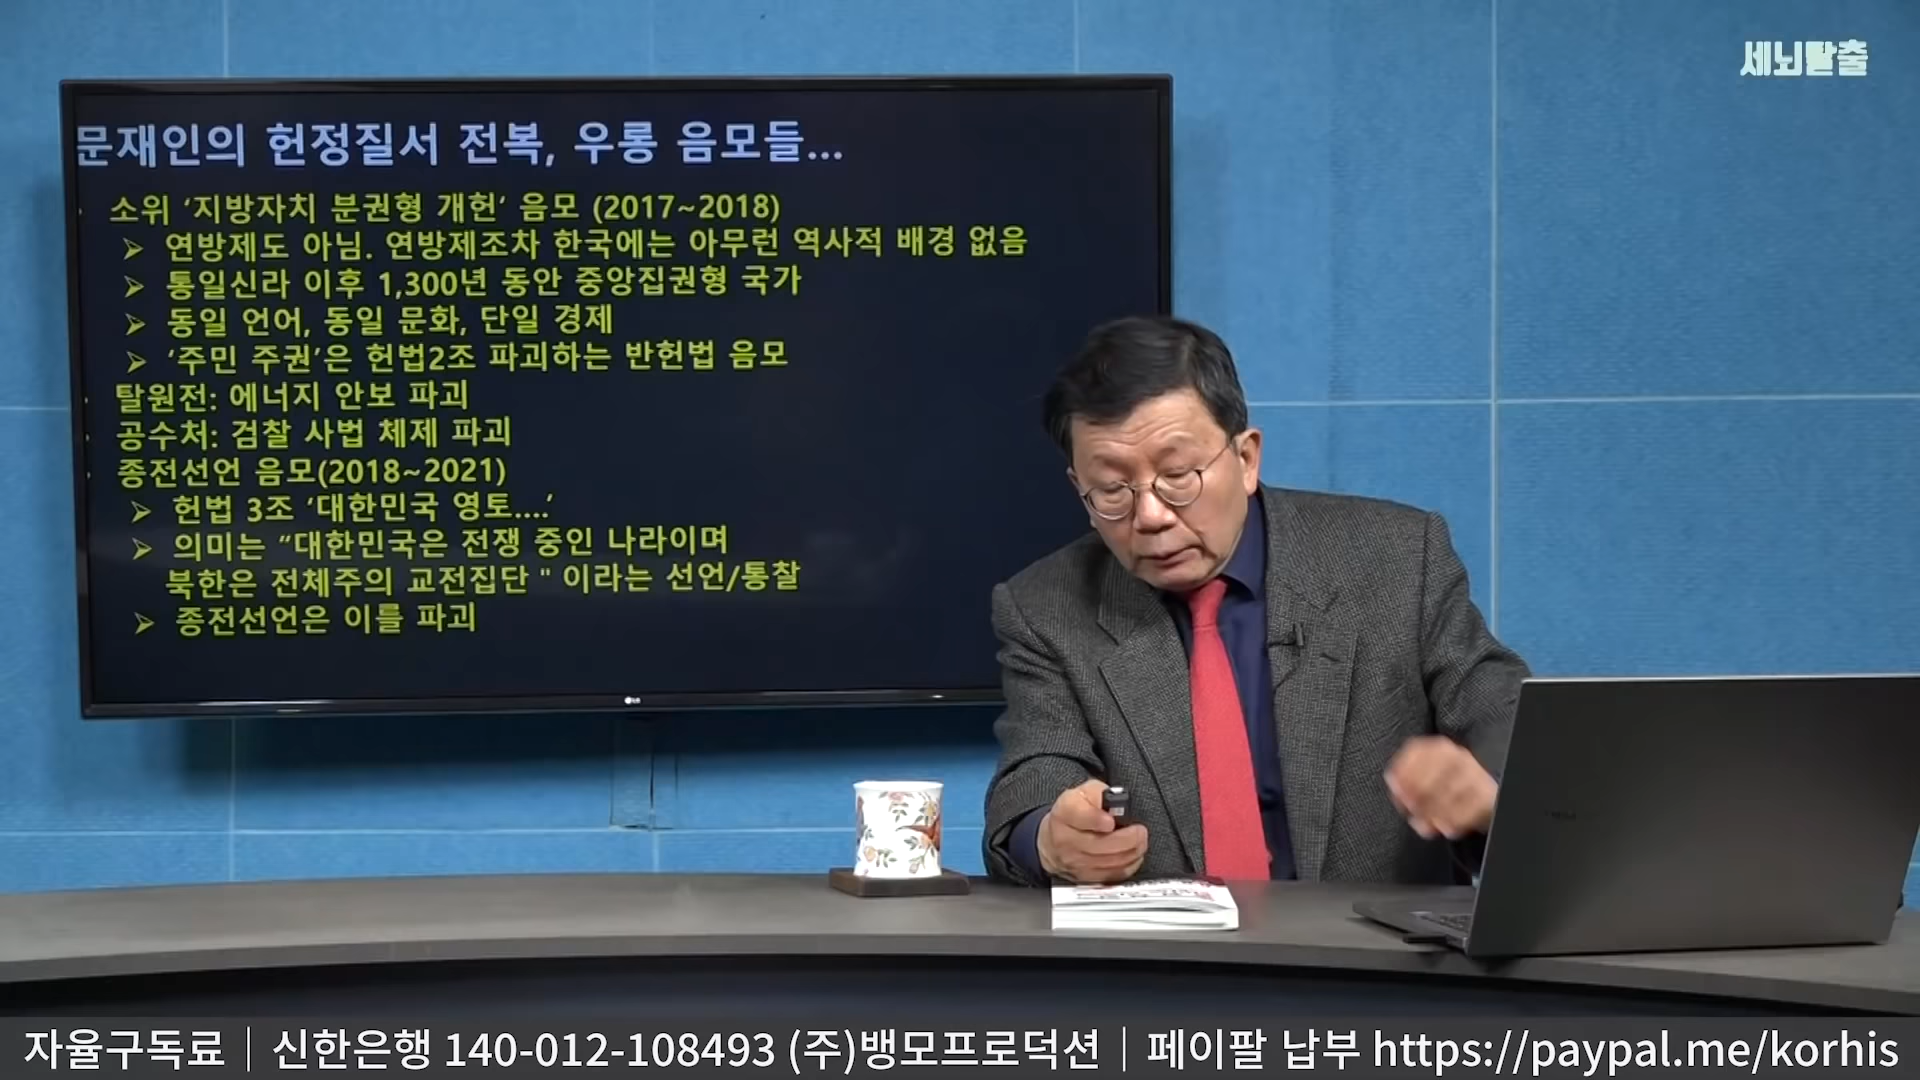 세뇌탈출
문재인의 헌정질서 전복, 우롱 음모들...
소위 ‘지방자치 분권형 개헌’ 음모 (2017~2018)
➢ 연방제도 아님. 연방제조차 한국에는 아무런 역사적 배경 없음
➢ 통일신라 이후 1,300년 동안 중앙집권형 국가
➢ 동일 언어, 동일 문화, 단일 경제
➢ ‘주민 주권’은 헌법2조 파괴하는 반헌법 음모
탈원전: 에너지 안보 파괴
공수처: 검찰 사법 체제 파괴
종전선언 음모(2018~2021)
➢ 헌법 3조 ‘대한민국 영토....’
➢ 의미는 “대한민국은 전쟁 중인 나라이며
북한은 전체주의 교전집단 " 이라는 선언/통찰
➢ 종전선언은 이를 파괴
LG
자율구독료│신한은행 140-012-108493 (주)뱅모프로덕션│페이팔 납부 https://paypal.me/korhis